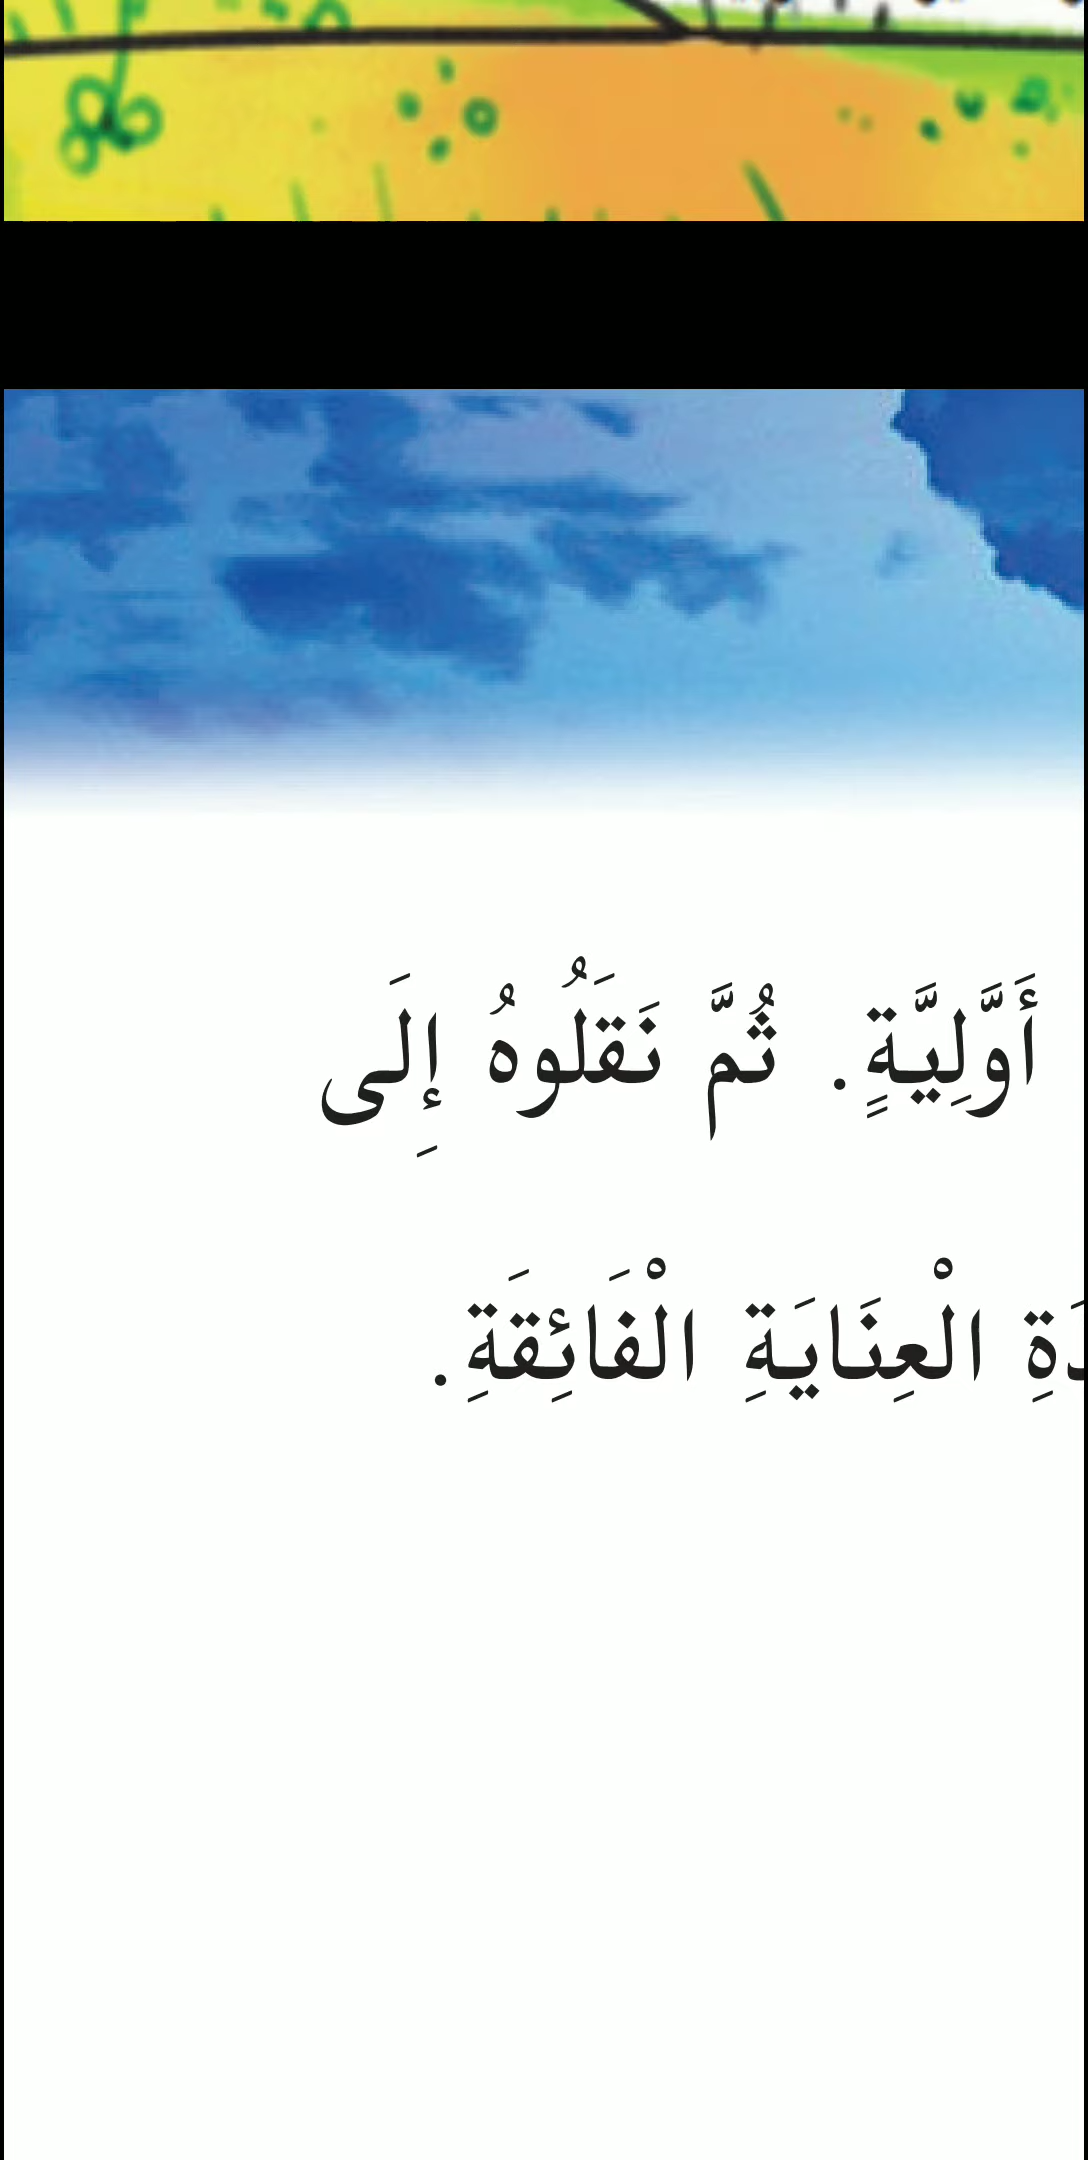 أَوَّلِيَّةٍ. ثُمَّ نَقَلُوهُ إِلَى
الْعِنَايَةِ الْفَائِقَةِ.